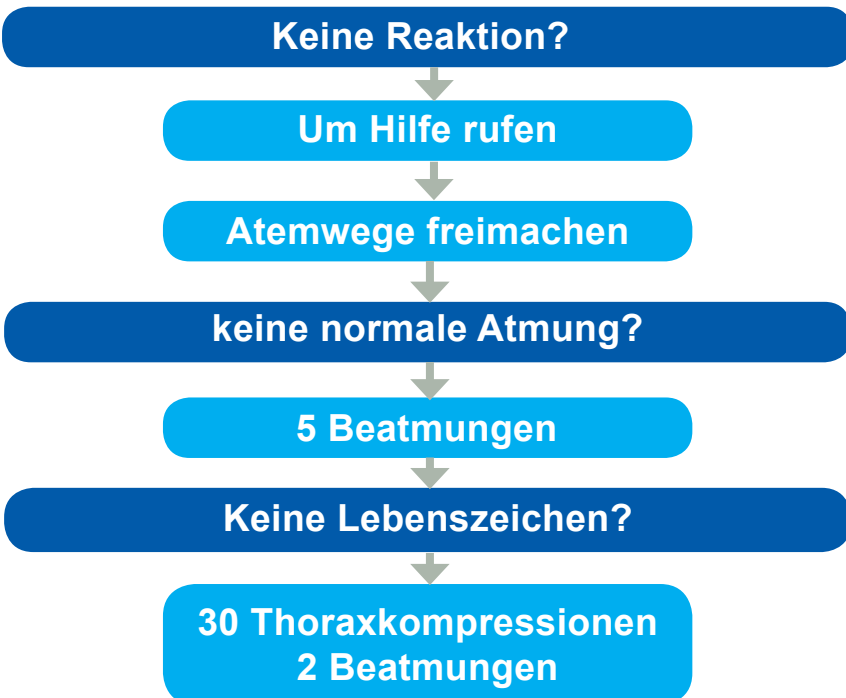 Keine Reaktion?
Um Hilfe rufen
Atemwege freimachen
keine normale Atmung?
5 Beatmungen
Keine Lebenszeichen?
30 Thoraxkompressionen
2 Beatmungen